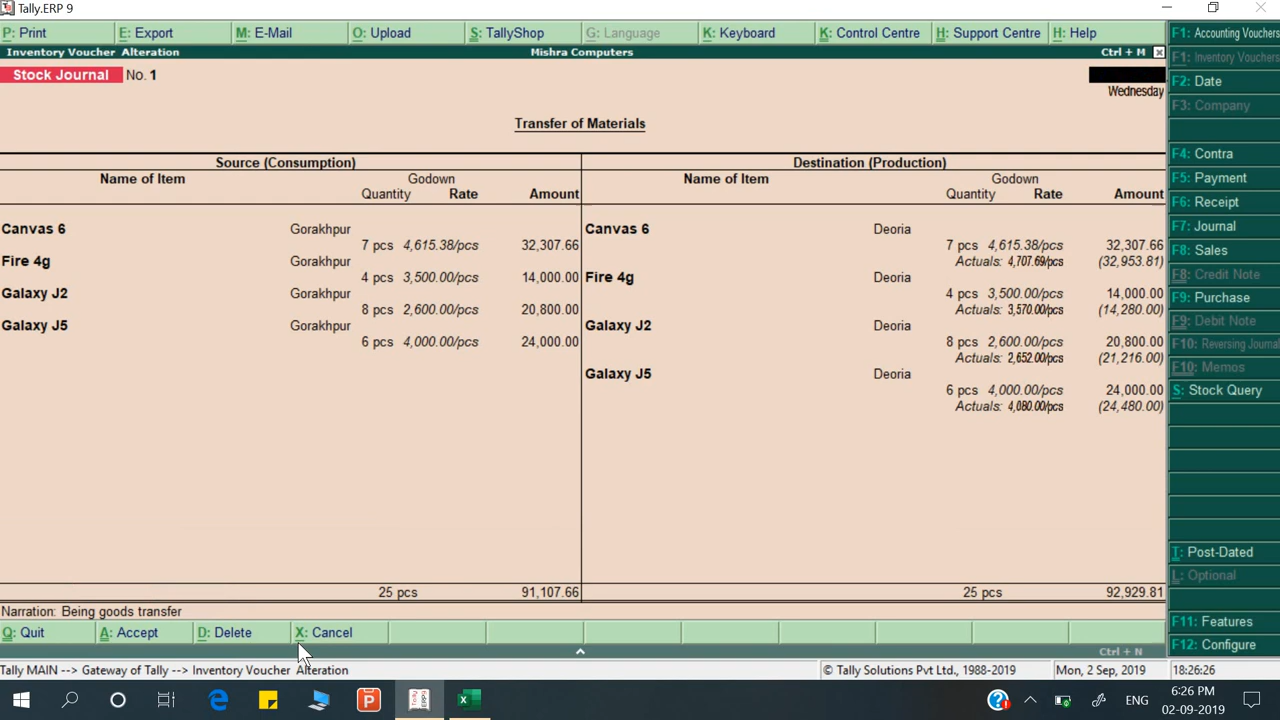 Tally.ERP 9
P: Print E: Export M: E-Mail O: Upload S: TallyShop G: Language K: Keyboard K: Control Centre H: Support Centre H: Help
Inventory Voucher Alteration Mishra Computers Ctrl + M
Stock Journal No. 1
Wednesday
Transfer of Materials
Source (Consumption) Destination (Production)
Name of Item Godown Name of Item Godown
Quantity Rate Amount Quantity Rate Amount
Canvas 6 Gorakhpur Canvas 6 Deoria
7 pcs 4,615.38/pcs 32,307.66 7 pcs 4,615.38/pcs 32,307.66
Fire 4g Gorakhpur Actuals: 4,707.69/pcs (32,953.81)
4 pcs 3,500.00/pcs 14,000.00 Fire 4g Deoria
Galaxy J2 Gorakhpur 4 pcs 3,500.00/pcs 14,000.00
8 pcs 2,600.00/pcs 20,800.00 Actuals: 3,570.00/pcs (14,280.00)
Galaxy J5 Gorakhpur Galaxy J2 Deoria
6 pcs 4,000.00/pcs 24,000.00 8 pcs 2,600.00/pcs 20,800.00
Actuals: 2,652.00/pcs (21,216.00)
Galaxy J5 Deoria
6 pcs 4,000.00/pcs 24,000.00
Actuals: 4,080.00/pcs (24,480.00)
25 pcs 91,107.66 25 pcs 92,929.81
Narration: Being goods transfer
Q: Quit A: Accept D: Delete X: Cancel
Ctrl + N
Tally MAIN --> Gateway of Tally --> Inventory Voucher Alteration © Tally Solutions Pvt Ltd., 1988-2019 Mon, 2 Sep, 2019 18:26:26
F1: Accounting Vouchers
F1: Inventory Vouchers
F2: Date
F3: Company
F4: Contra
F5: Payment
F6: Receipt
F7: Journal
F8: Sales
F8: Credit Note
F9: Purchase
F9: Debit Note
F10: Reversing Journal
F10: Memos
S: Stock Query
T: Post-Dated
L: Optional
F11: Features
F12: Configure
ENG 6:26 PM
02-09-2019